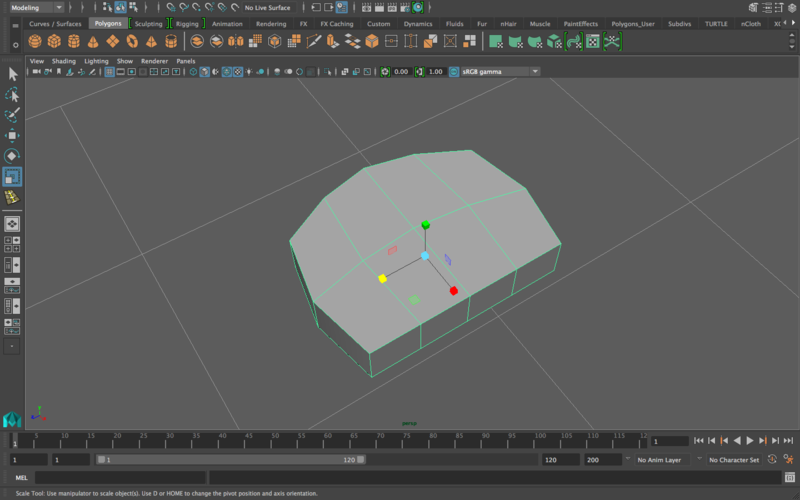 Modeling No Live Surface
Curves / Surfaces Polygons Sculpting Rigging Animation Rendering FX FX Caching Custom Dynamics Fluids Fur nHair Muscle PaintEffects Polygons_User Subdivs TURTLE nCloth
View Shading Lighting Show Renderer Panels
0.00 1.00 sRGB gamma
persp
1 5 10 15 20 25 30 35 40 45 50 55 60 65 70 75 80 85 90 95 100 105 110 115 1
1 1 1 120 120 200 No Anim Layer No Character Set
MEL
Scale Tool: Use manipulator to scale object(s). Use D or HOME to change the pivot position and axis orientation.